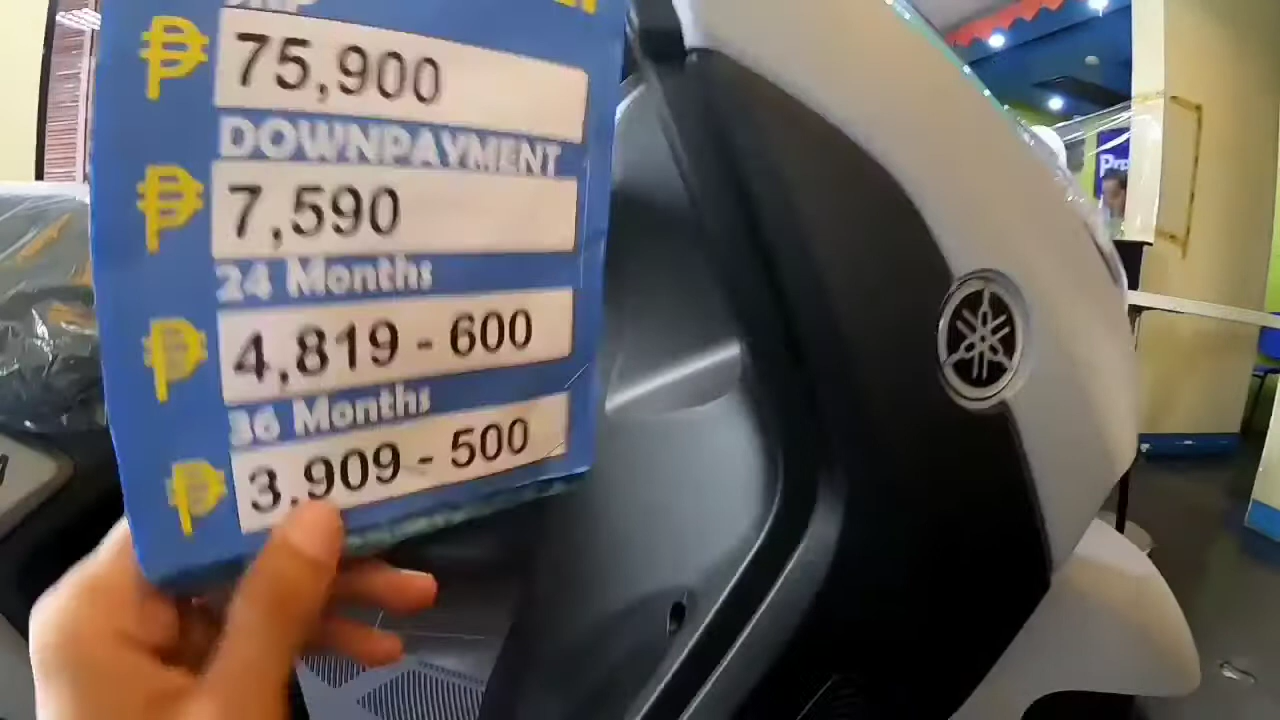 ₱ 75,900
DOWNPAYMENT
₱ 7,590
24 Months
₱ 4,819 - 600
36 Months
₱ 3.909 - 500